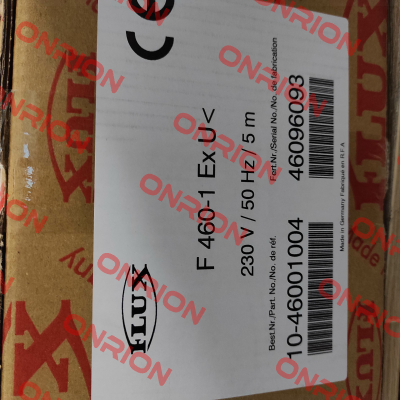 FLUX
F 460-1 Ex U<
230 V / 50 Hz / 5 m
Best.Nr./Part. No./No. de réf.
10-46001004
Fert.Nr./Serial No./No. de fabrication
46096093
Made in Germany Fabriqué en R.F.A
CE
FLUX
ONRION
ONRION
ONRION
ONRION
ONRION
ONRION
ONRION
ONRION